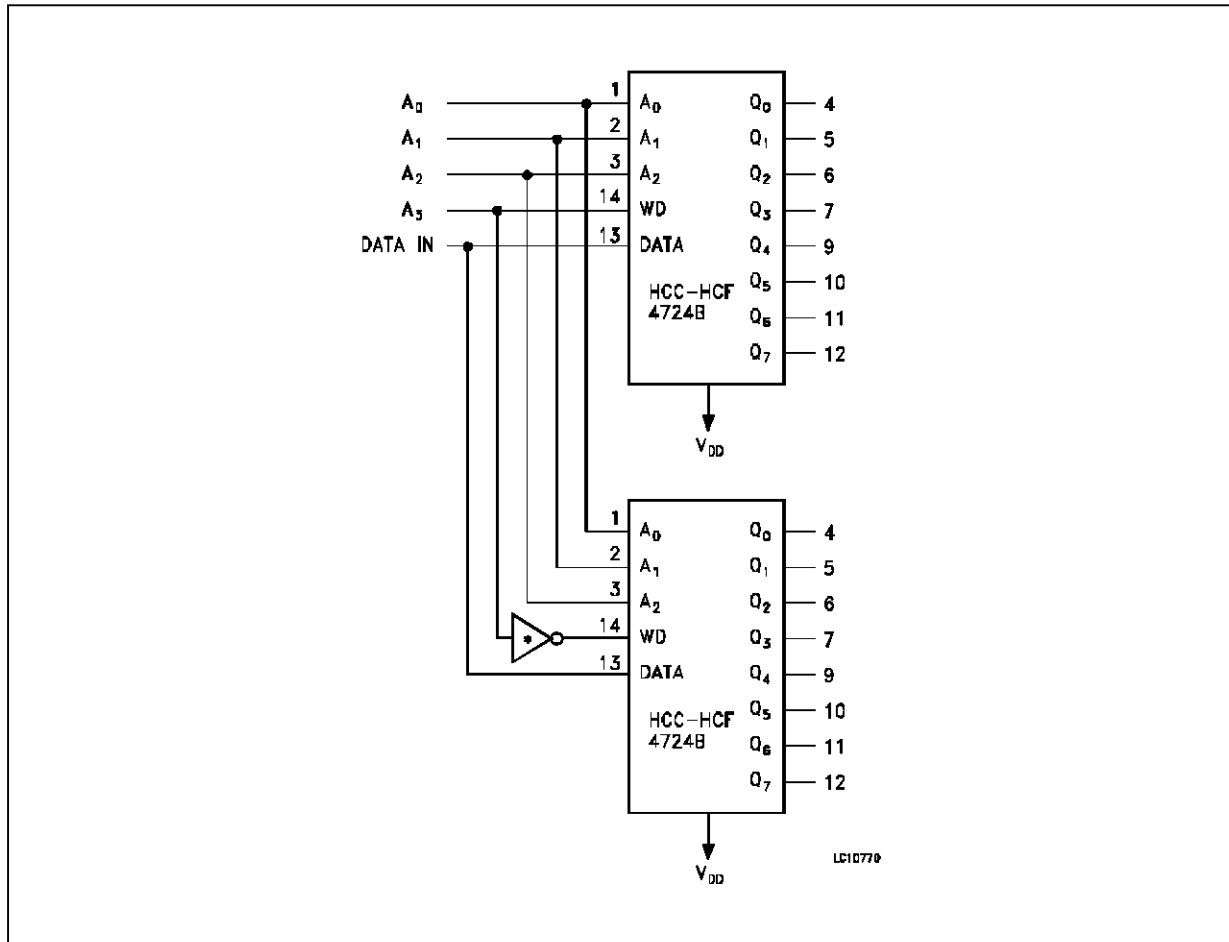 A0 1 A0 Q0 4
A1 2 A1 Q1 5
A2 3 A2 Q2 6
A3 14 WD Q3 7
DATA IN 13 DATA Q4 9
Q5 10
HCC-HCF
4724B
Q6 11
Q7 12
VDD
1 A0 Q0 4
2 A1 Q1 5
3 A2 Q2 6
* 14 WD Q3 7
13 DATA Q4 9
Q5 10
HCC-HCF
4724B
Q6 11
Q7 12
VDD
LC10770